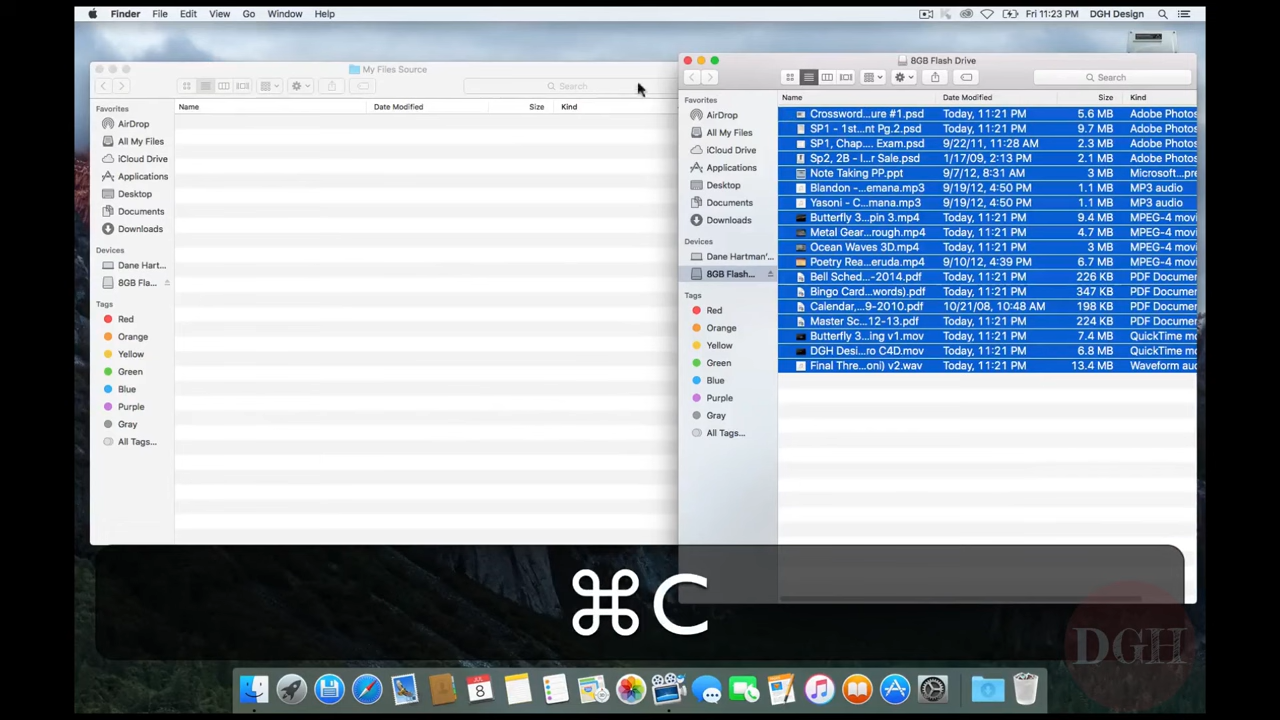 Finder File Edit View Go Window Help
Fri 11:23 PM DGH Design
My Files Source
Search
Name Date Modified Size Kind
Favorites
AirDrop
All My Files
iCloud Drive
Applications
Desktop
Documents
Downloads
Devices
Dane Hart...
8GB Fla...
Tags
Red
Orange
Yellow
Green
Blue
Purple
Gray
All Tags...
8GB Flash Drive
Search
Favorites
AirDrop
All My Files
iCloud Drive
Applications
Desktop
Documents
Downloads
Devices
Dane Hartman'...
8GB Flash...
Tags
Red
Orange
Yellow
Green
Blue
Purple
Gray
All Tags...
Name Date Modified Size Kind
Crossword...ure #1.psd Today, 11:21 PM 5.6 MB Adobe Photos
SP1 - 1st...nt Pg.2.psd Today, 11:21 PM 9.7 MB Adobe Photos
SP1, Chap.... Exam.psd 9/22/11, 11:28 AM 2.3 MB Adobe Photos
Sp2, 2B - I...r Sale.psd 1/17/09, 2:13 PM 2.1 MB Adobe Photos
Note Taking PP.ppt 9/7/12, 8:31 AM 3 MB Microsoft...pre
Blandon -...emana.mp3 9/19/12, 4:50 PM 1.1 MB MP3 audio
Yasoni - C...mana.mp3 9/19/12, 4:50 PM 1.1 MB MP3 audio
Butterfly 3...pin 3.mp4 Today, 11:21 PM 9.4 MB MPEG-4 movi
Metal Gear...rough.mp4 Today, 11:21 PM 4.7 MB MPEG-4 movi
Ocean Waves 3D.mp4 Today, 11:21 PM 3 MB MPEG-4 movi
Poetry Rea...eruda.mp4 9/10/12, 4:39 PM 6.7 MB MPEG-4 movi
Bell Sched...-2014.pdf Today, 11:21 PM 226 KB PDF Documen
Bingo Card...words).pdf Today, 11:21 PM 347 KB PDF Documen
Calendar,...9-2010.pdf 10/21/08, 10:48 AM 198 KB PDF Documen
Master Sc...12-13.pdf Today, 11:21 PM 224 KB PDF Documen
Butterfly 3...ing v1.mov Today, 11:21 PM 7.4 MB QuickTime mo
DGH Desi...ro C4D.mov Today, 11:21 PM 6.8 MB QuickTime mo
Final Thre...oni) v2.wav Today, 11:21 PM 13.4 MB Waveform aud
⌘C
DGH
8